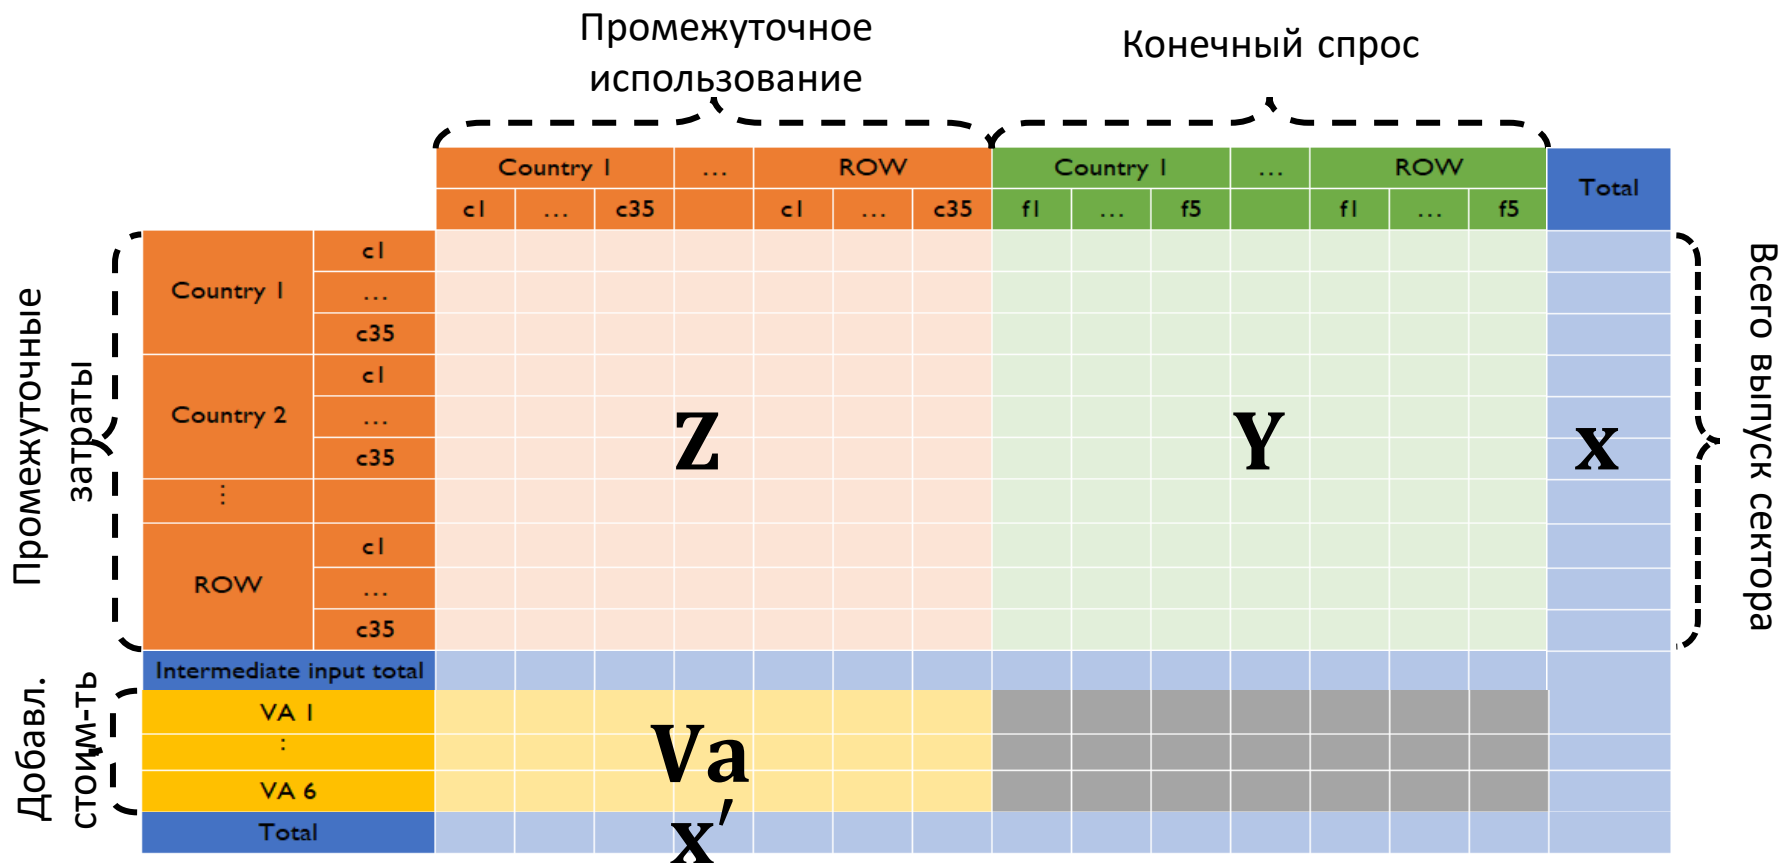 Промежуточное
использование
Конечный спрос
Country 1 … ROW Country 1 … ROW Total
c1 … c35 c1 … c35 f1 … f5 f1 … f5
Промежуточные
затраты
Country 1
c1
…
c35
Country 2
c1
…
c35
⋮
ROW
c1
…
c35
Z
Y
x
Всего выпуск сектора
Intermediate input total
Добавл.
стоим-ть
VA 1
:
VA 6
Va
Total
x′